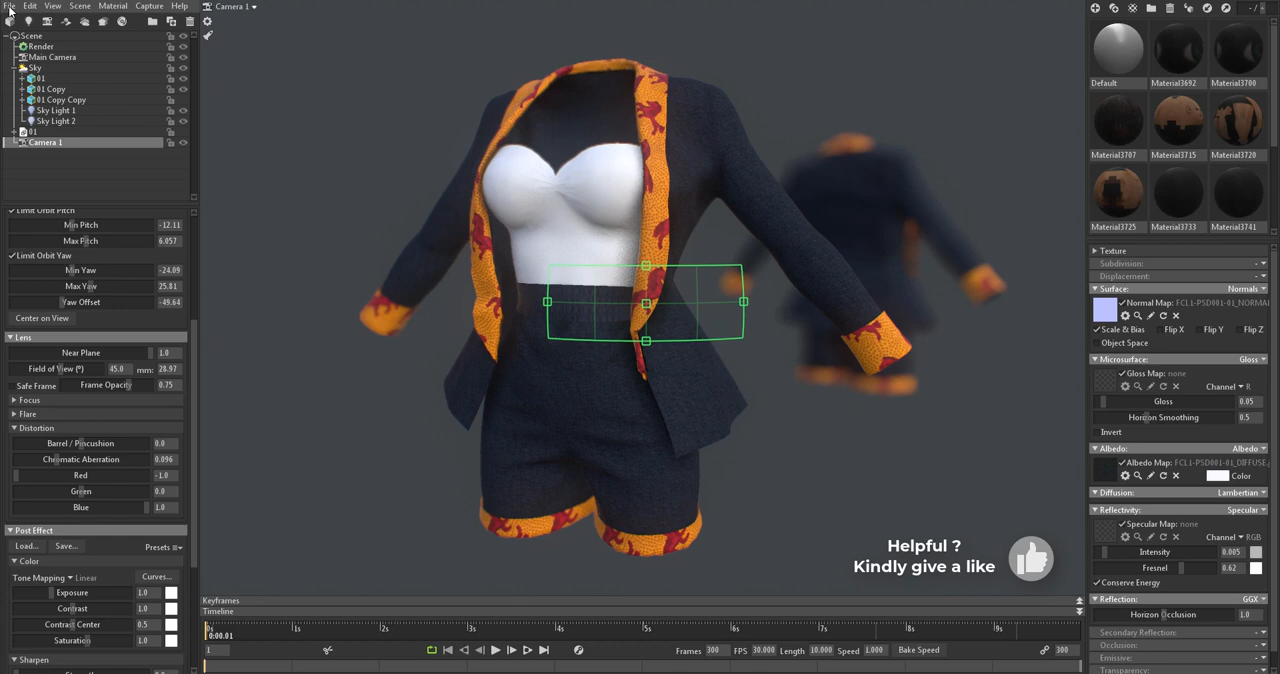 File Edit View Scene Material Capture Help
Camera 1
- / -
Scene
Render
Main Camera
Sky
01
01 Copy
01 Copy Copy
Sky Light 1
Sky Light 2
01
Camera 1
Limit Orbit Pitch
Min Pitch -12.11
Max Pitch 6.057
Limit Orbit Yaw
Min Yaw -24.09
Max Yaw 25.81
Yaw Offset -49.64
Center on View
Lens
Near Plane 1.0
Field of View (º) 45.0 mm: 28.97
Safe Frame Frame Opacity 0.75
Focus
Flare
Distortion
Barrel / Pincushion 0.0
Chromatic Aberration 0.096
Red -1.0
Green 0.0
Blue 1.0
Post Effect
Load... Save... Presets
Color
Tone Mapping Linear Curves...
Exposure 1.0
Contrast 1.0
Contrast Center 0.5
Saturation 1.0
Sharpen
Helpful ?
Kindly give a like
Keyframes
Timeline
0s 1s 2s 3s 4s 5s 6s 7s 8s 9s
0:00.01
1 Frames 300 FPS 30.000 Length 10.000 Speed 1.000 Bake Speed 300
Default Material3692 Material3700
Material3707 Material3715 Material3720
Material3725 Material3733 Material3741
Texture
Subdivision:
Displacement:
Surface: Normals
Normal Map: FCL1-PSD001-01_NORMA
Scale & Bias Flip X Flip Y Flip Z
Object Space
Microsurface: Gloss
Gloss Map: none
Channel R
Gloss 0.05
Horizon Smoothing 0.5
Invert
Albedo: Albedo
Albedo Map: FCL1-PSD001-01_DIFFUSE,
Color
Diffusion: Lambertian
Reflectivity: Specular
Specular Map: none
Channel RGB
Intensity 0.005
Fresnel 0.62
Conserve Energy
Reflection: GGX
Horizon Occlusion 1.0
Secondary Reflection:
Occlusion:
Emissive:
Transparency: